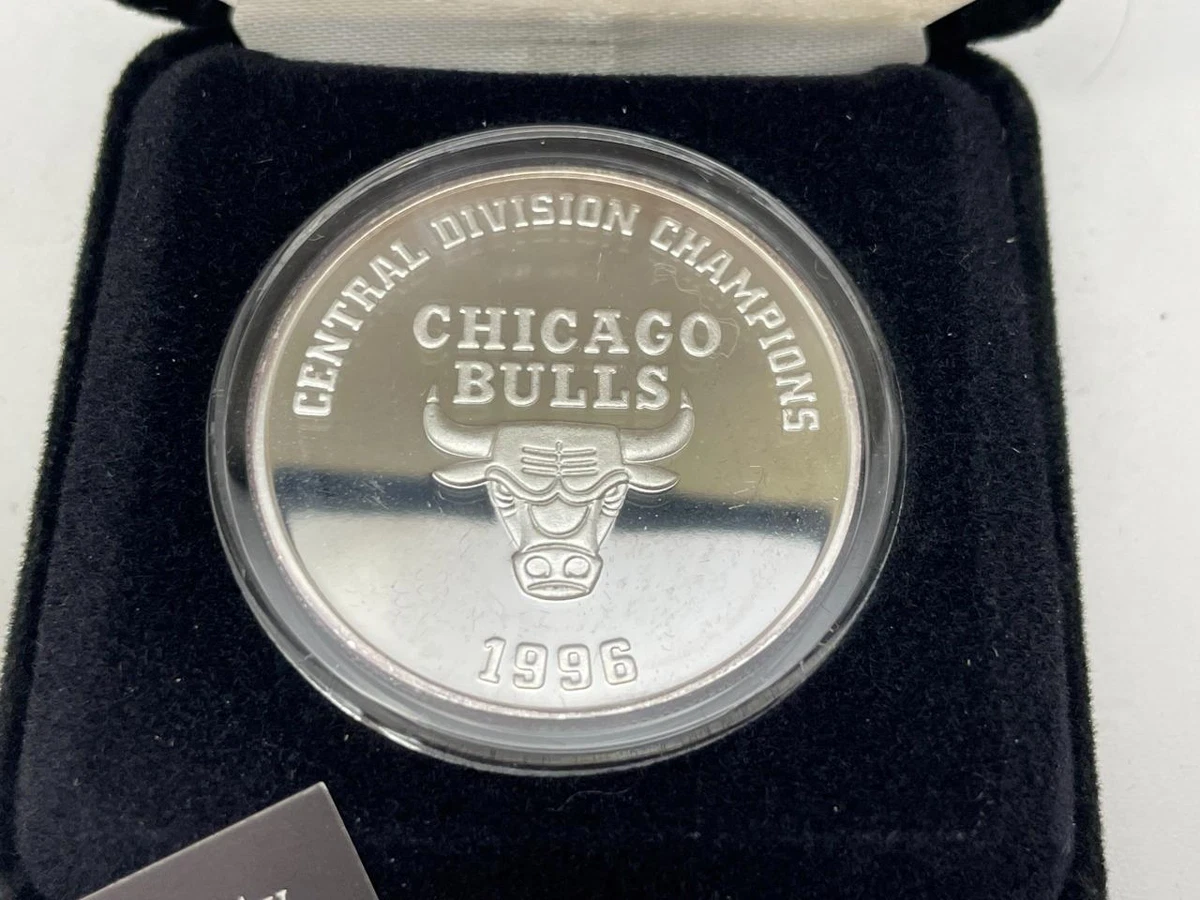 CENTRAL DIVISION CHAMPIONS
CHICAGO
BULLS
1996